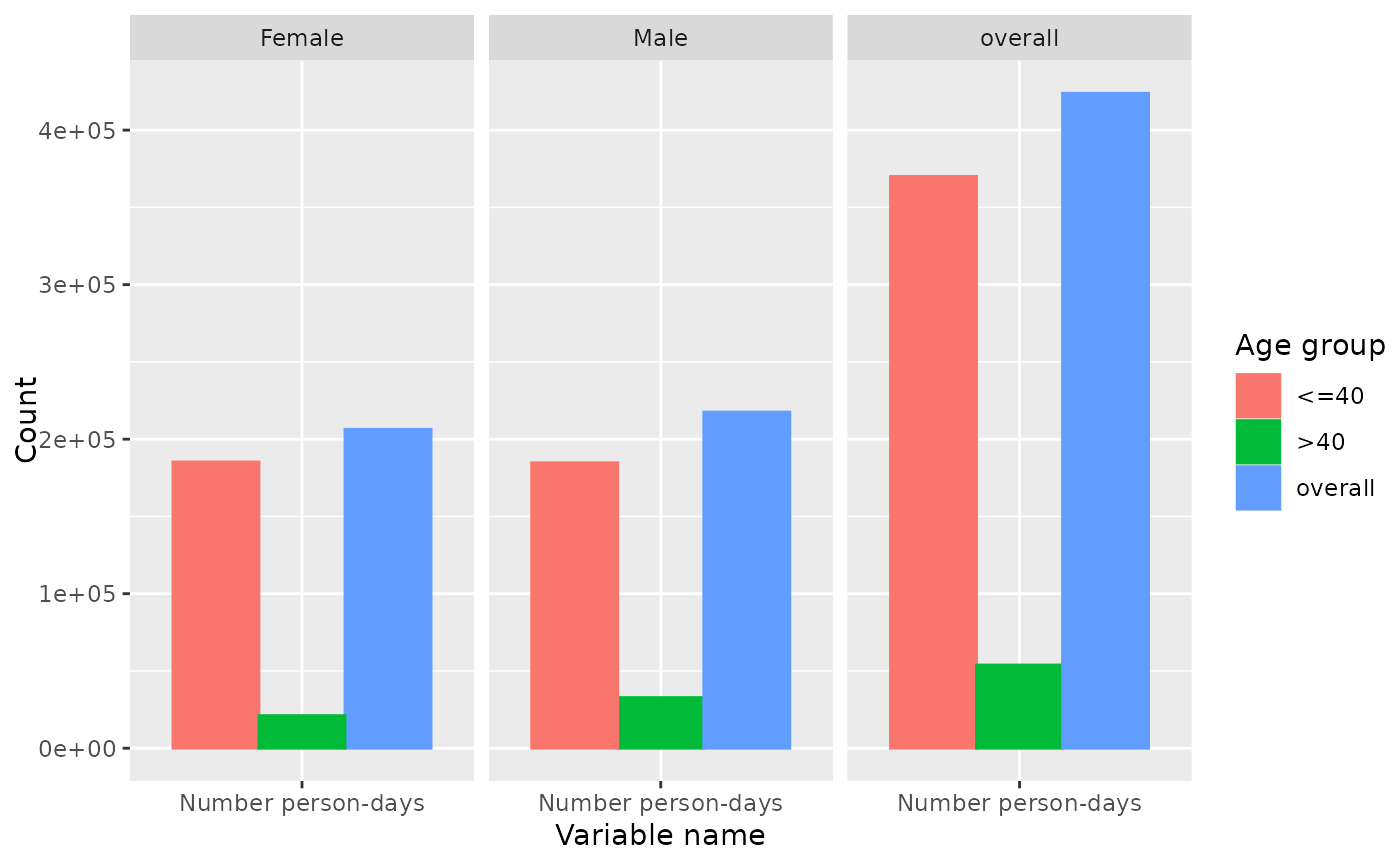 Female Male overall
4e+05
3e+05
2e+05
1e+05
0e+00
Count
Number person-days Number person-days Number person-days
Variable name
Age group
<=40
>40
overall